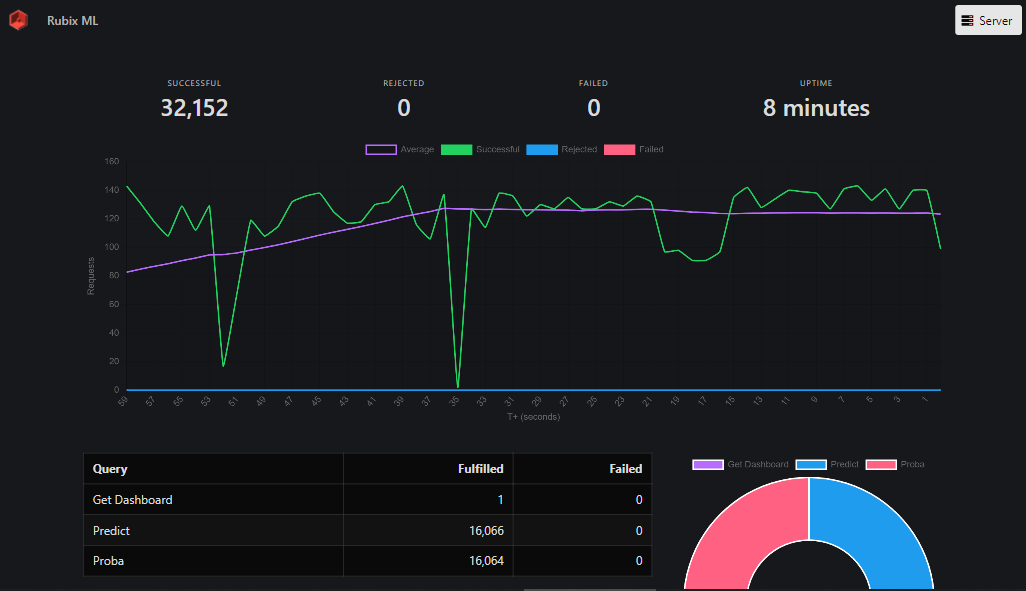 Rubix ML
Server
SUCCESSFUL REJECTED FAILED UPTIME
32,152 0 0 8 minutes
Average Successful Rejected Failed
160
140
120
100
80
60
40
20
0
Requests
59 57 55 53 51 49 47 45 43 41 39 37 35 33 31 29 27 25 23 21 19 17 15 13 11 9 7 5 3 1
T+ (seconds)
Get Dashboard Predict Proba
Query Fulfilled Failed
Get Dashboard 1 0
Predict 16,066 0
Proba 16,064 0